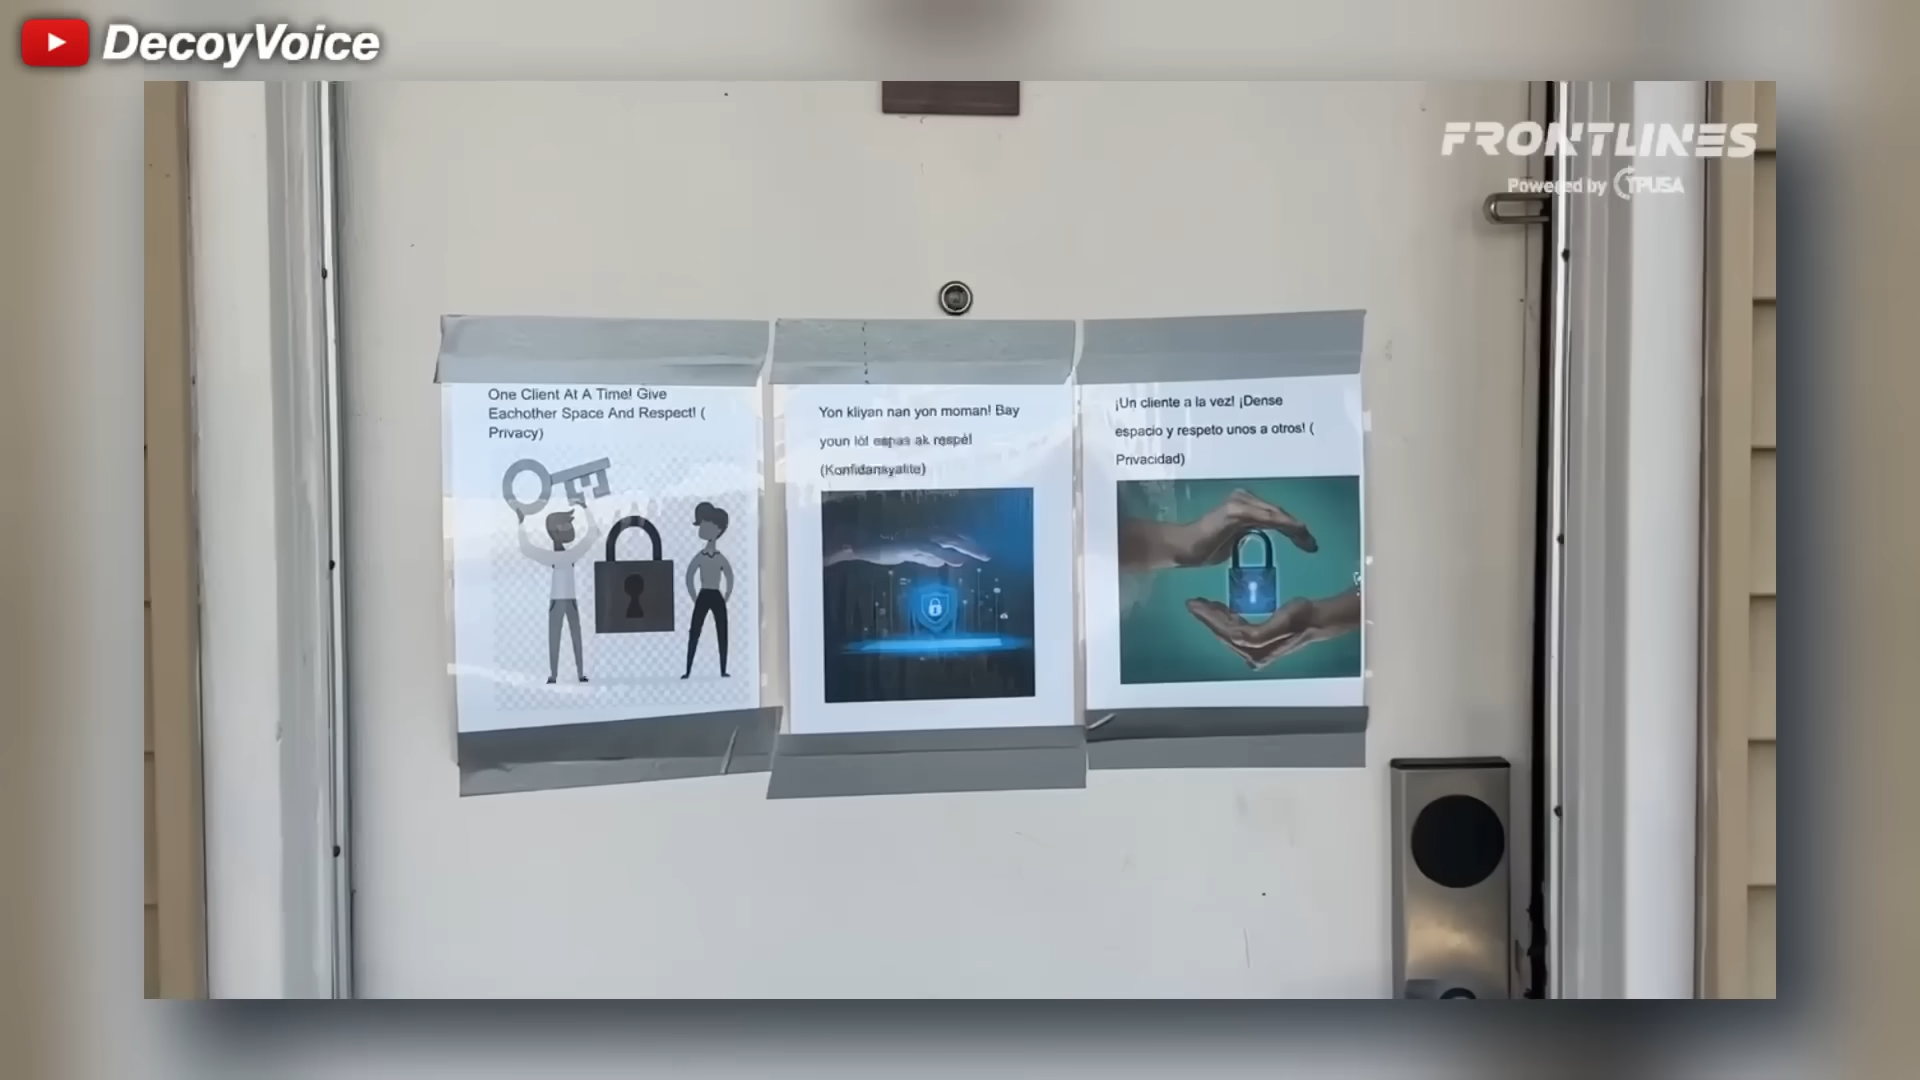 DecoyVoice
FRONTLINES
Powered by TPUSA
One Client At A Time! Give
Eachother Space And Respect! (
Privacy)
Yon kliyan nan yon moman! Bay
youn lòt espas ak respè!
(Konfidansyalite)
¡Un cliente a la vez! ¡Dense
espacio y respeto unos a otros! (
Privacidad)